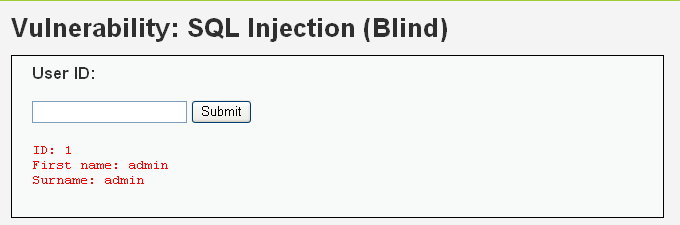 Vulnerability: SQL Injection (Blind)
User ID:
Submit
ID: 1
First name: admin
Surname: admin